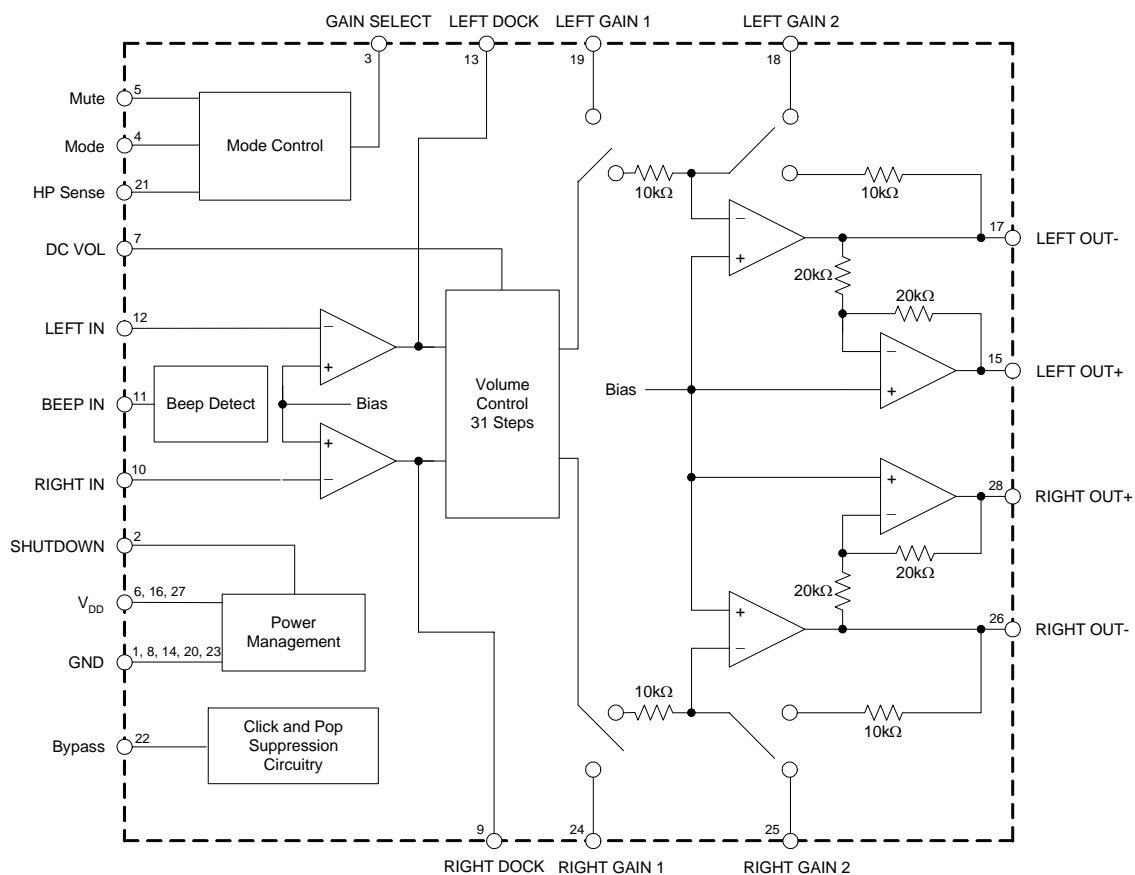 GAIN SELECT LEFT DOCK LEFT GAIN 1 LEFT GAIN 2
3 13 19 18
Mute 5
Mode 4
HP Sense 21
Mode Control
10kΩ 10kΩ
DC VOL 7
−
+
17 LEFT OUT-
20kΩ
20kΩ
LEFT IN 12
−
+
−
+
15 LEFT OUT+
BEEP IN 11
Beep Detect
Bias
Volume
Control
31 Steps
Bias
+
−
RIGHT IN 10
+
−
28 RIGHT OUT+
SHUTDOWN 2
20kΩ
20kΩ
VDD 6, 16, 27
Power
Management
+
−
26 RIGHT OUT-
GND 1, 8, 14, 20, 23
10kΩ
10kΩ
Bypass 22
Click and Pop
Suppression
Circuitry
9 24 25
RIGHT DOCK RIGHT GAIN 1 RIGHT GAIN 2